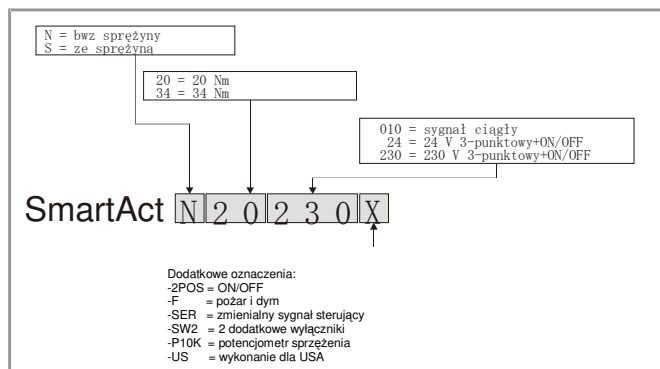 N = bwz sprężyny
S = ze sprężyną
20 = 20 Nm
34 = 34 Nm
010 = sygnał ciągły
24 = 24 V 3-punktowy+ON/OFF
230 = 230 V 3-punktowy+ON/OFF
SmartAct N 2 0 2 3 0 X
Dodatkowe oznaczenia:
-2POS = ON/OFF
-F = pożar i dym
-SER = zmienialny sygnał sterujący
-SW2 = 2 dodatkowe wyłączniki
-P10K = potencjometr sprzężenia
-US = wykonanie dla USA